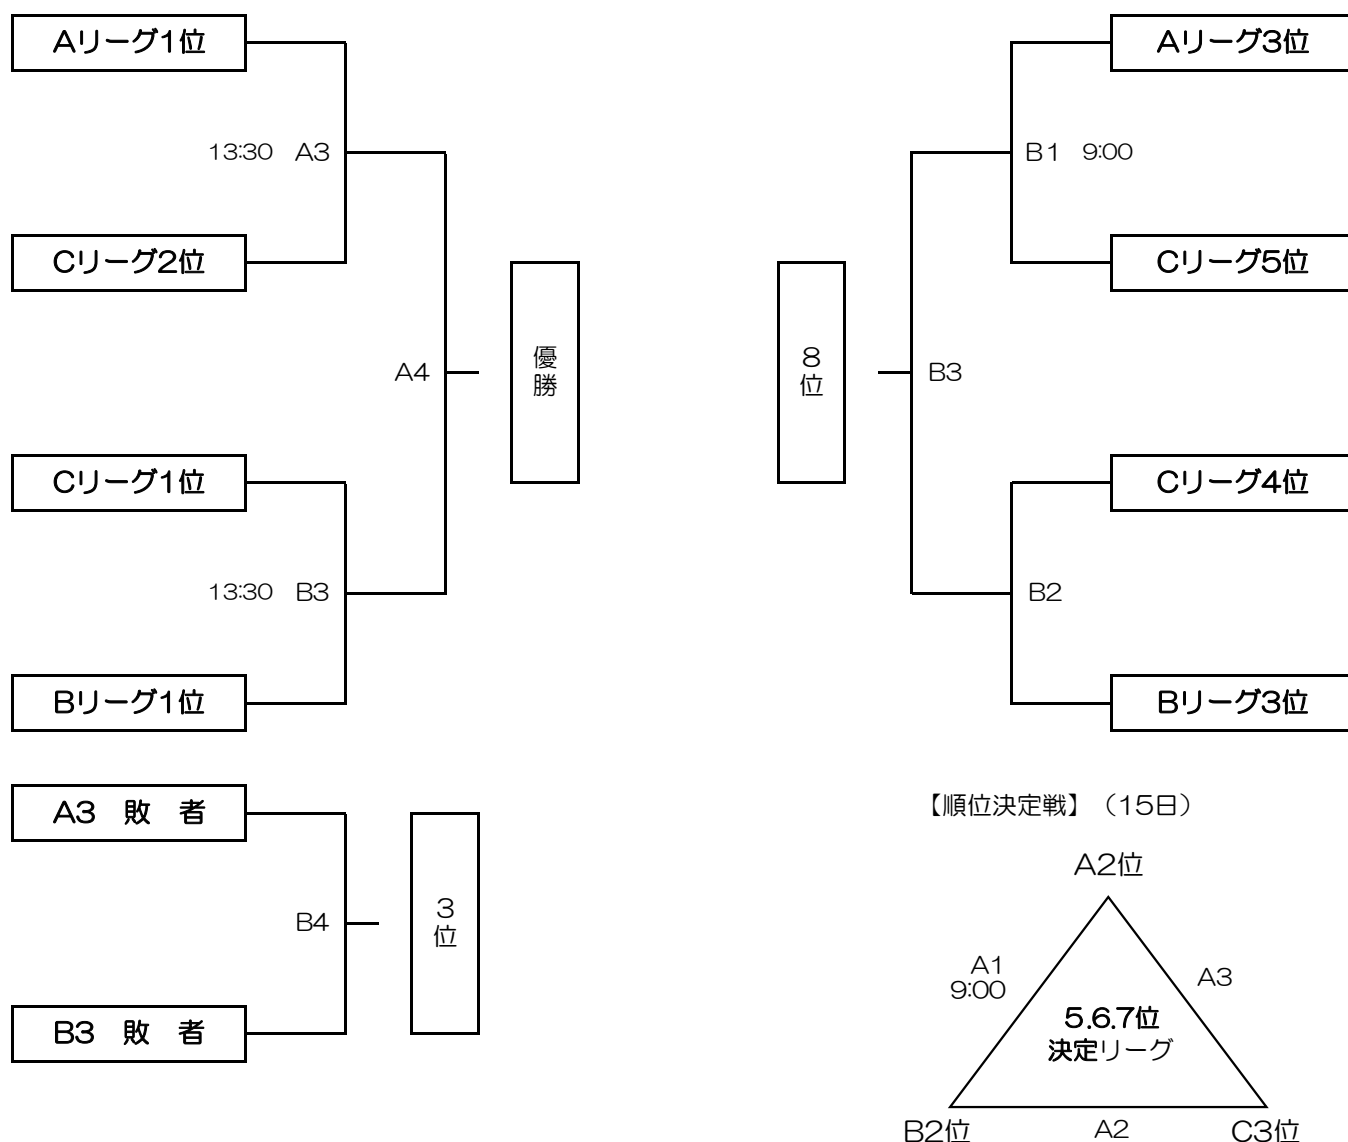 Aリーグ1位
13:30 A3
Cリーグ2位
A4
優勝
Cリーグ1位
13:30 B3
Bリーグ1位
A3 敗 者
B4
3位
B3 敗 者
Aリーグ3位
B1 9:00
Cリーグ5位
8位
B3
Cリーグ4位
B2
Bリーグ3位
【順位決定戦】（15日）
A2位
A1
9:00
A3
5.6.7位
決定リーグ
B2位
A2
C3位